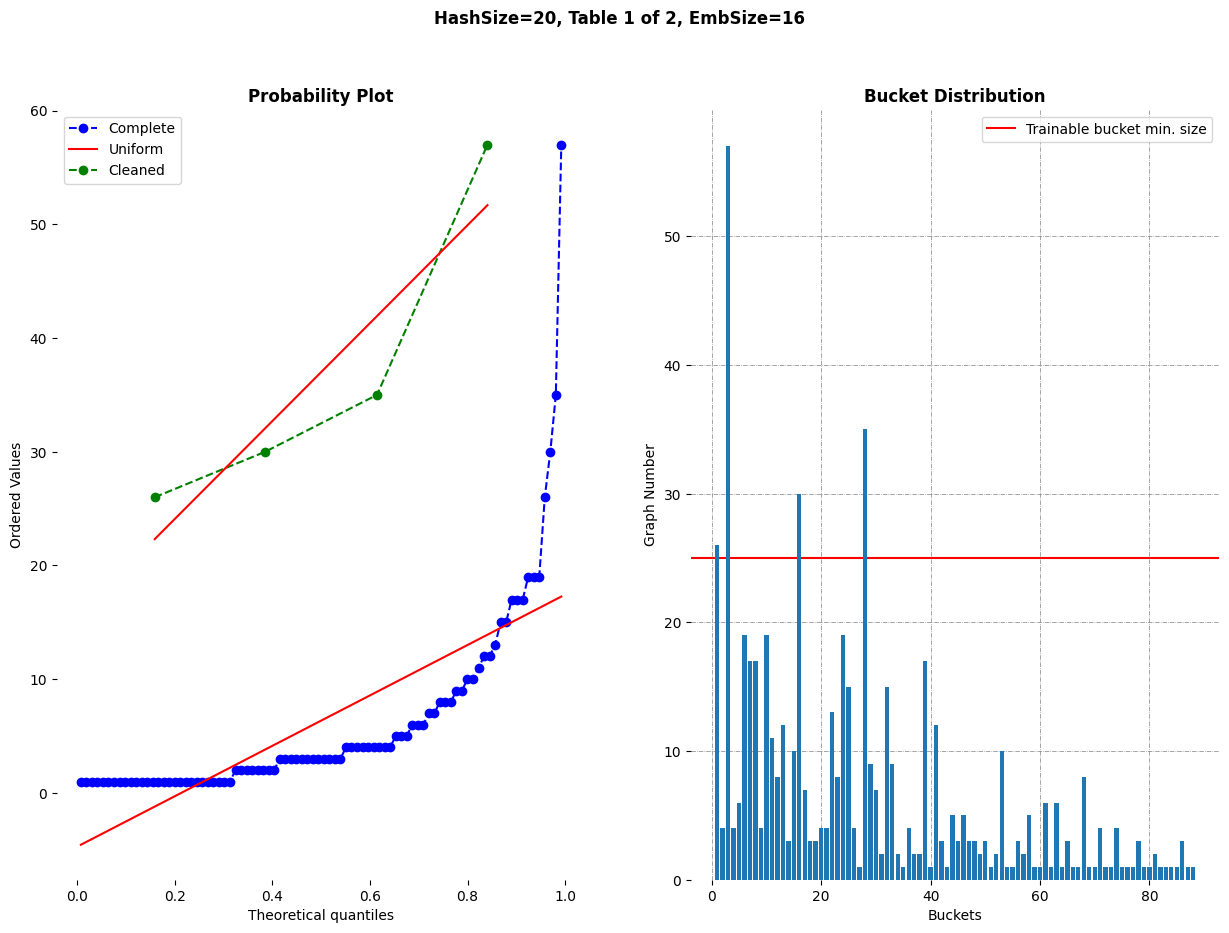 HashSize=20, Table 1 of 2, EmbSize=16
Probability Plot
Complete
Uniform
Cleaned
60
50
40
30
20
10
0
Ordered Values
0.0 0.2 0.4 0.6 0.8 1.0
Theoretical quantiles
Bucket Distribution
Trainable bucket min. size
50
40
30
20
10
0
Graph Number
0 20 40 60 80
Buckets